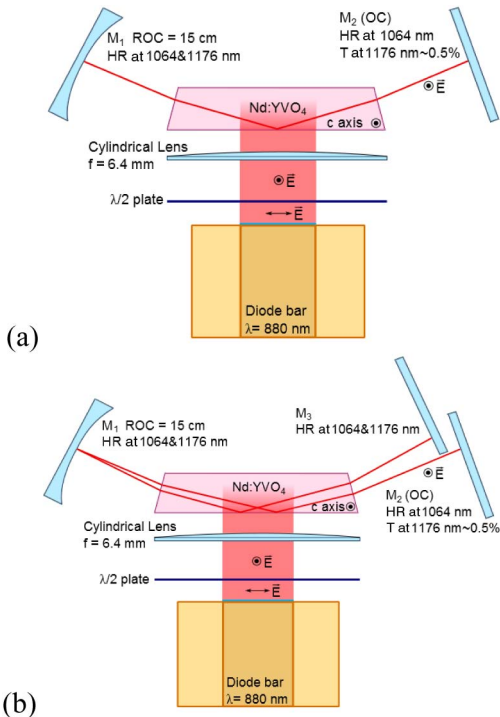 M₁ ROC = 15 cm
HR at 1064&1176 nm
M₂ (OC)
HR at 1064 nm
T at 1176 nm~0.5%
E
Nd:YVO₄
c axis
Cylindrical Lens
f = 6.4 mm
E
λ/2 plate
E
Diode bar
λ= 880 nm
(a)
M₃
HR at 1064&1176 nm
M₁ ROC = 15 cm
HR at 1064&1176 nm
E
Nd:YVO₄
M₂ (OC)
HR at1064 nm
T at 1176 nm~0.5%
c axis
Cylindrical Lens
f = 6.4 mm
E
λ/2 plate
E
Diode bar
λ= 880 nm
(b)